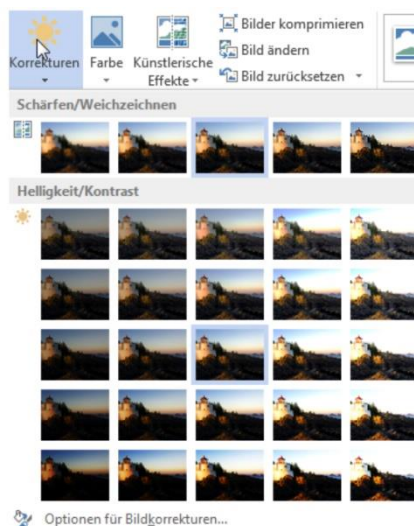 Bilder komprimieren
Bild ändern
Korrekturen Farbe Künstlerische
Effekte Bild zurücksetzen
Schärfen/Weichzeichnen
Helligkeit/Kontrast
Optionen für Bildkorrekturen...